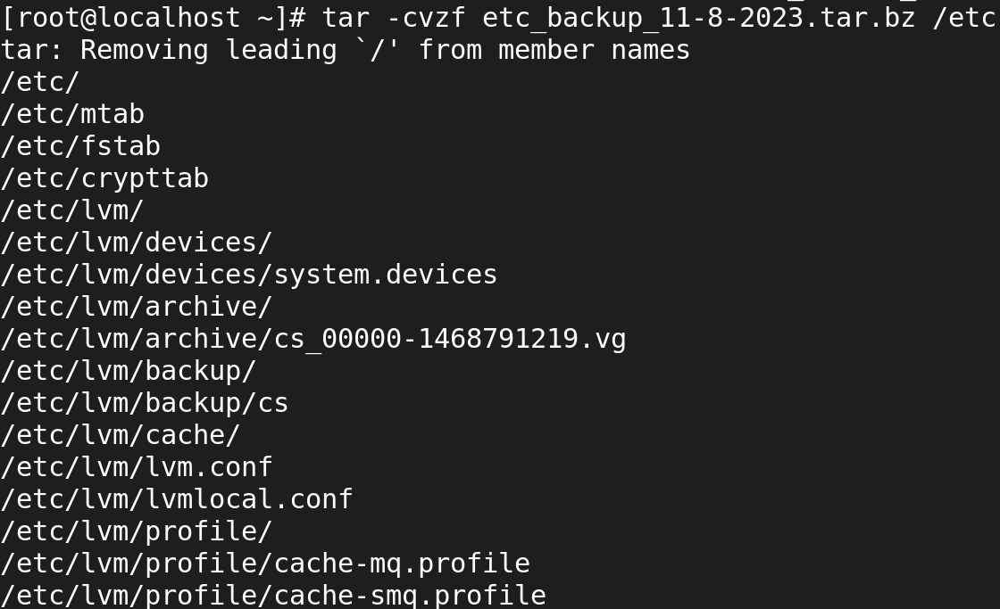 [root@localhost ~]# tar -cvzf etc_backup_11-8-2023.tar.bz /etc
tar: Removing leading `/' from member names
/etc/
/etc/mtab
/etc/fstab
/etc/crypttab
/etc/lvm/
/etc/lvm/devices/
/etc/lvm/devices/system.devices
/etc/lvm/archive/
/etc/lvm/archive/cs_00000-1468791219.vg
/etc/lvm/backup/
/etc/lvm/backup/cs
/etc/lvm/cache/
/etc/lvm/lvm.conf
/etc/lvm/lvmlocal.conf
/etc/lvm/profile/
/etc/lvm/profile/cache-mq.profile
/etc/lvm/profile/cache-smq.profile